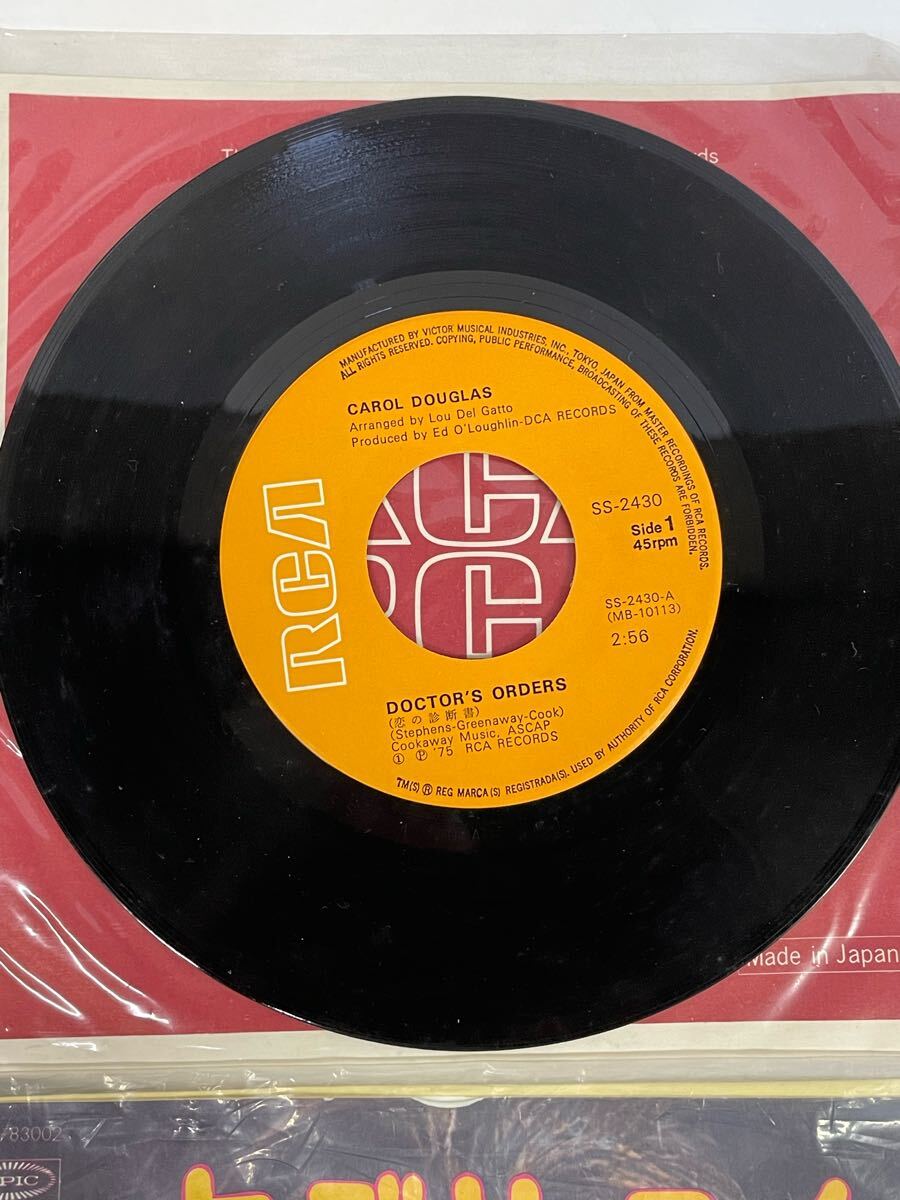 MANUFACTURED BY VICTOR MUSICAL INDUSTRIES, INC., TOKYO, JAPAN FROM MASTER RECORDINGS OF RCA RECORDS.
ALL RIGHTS RESERVED. COPYING, PUBLIC PERFORMANCE, BROADCASTING OF THESE RECORDS ARE FORBIDDEN.
CAROL DOUGLAS
Arranged by Lou Del Gatto
Produced by Ed O'Loughlin-DCA RECORDS
RCA
SS-2430
Side 1
45rpm
SS-2430-A
(MB-10113)
2:56
DOCTOR'S ORDERS
(恋の診断書)
(Stephens-Greenaway-Cook)
Cookaway Music, ASCAP
① ℗ '75 RCA RECORDS
TM(S) ® REG MARCA(S) REGISTRADA(S). USED BY AUTHORITY OF RCA CORPORATION.
Made in Japan
83002